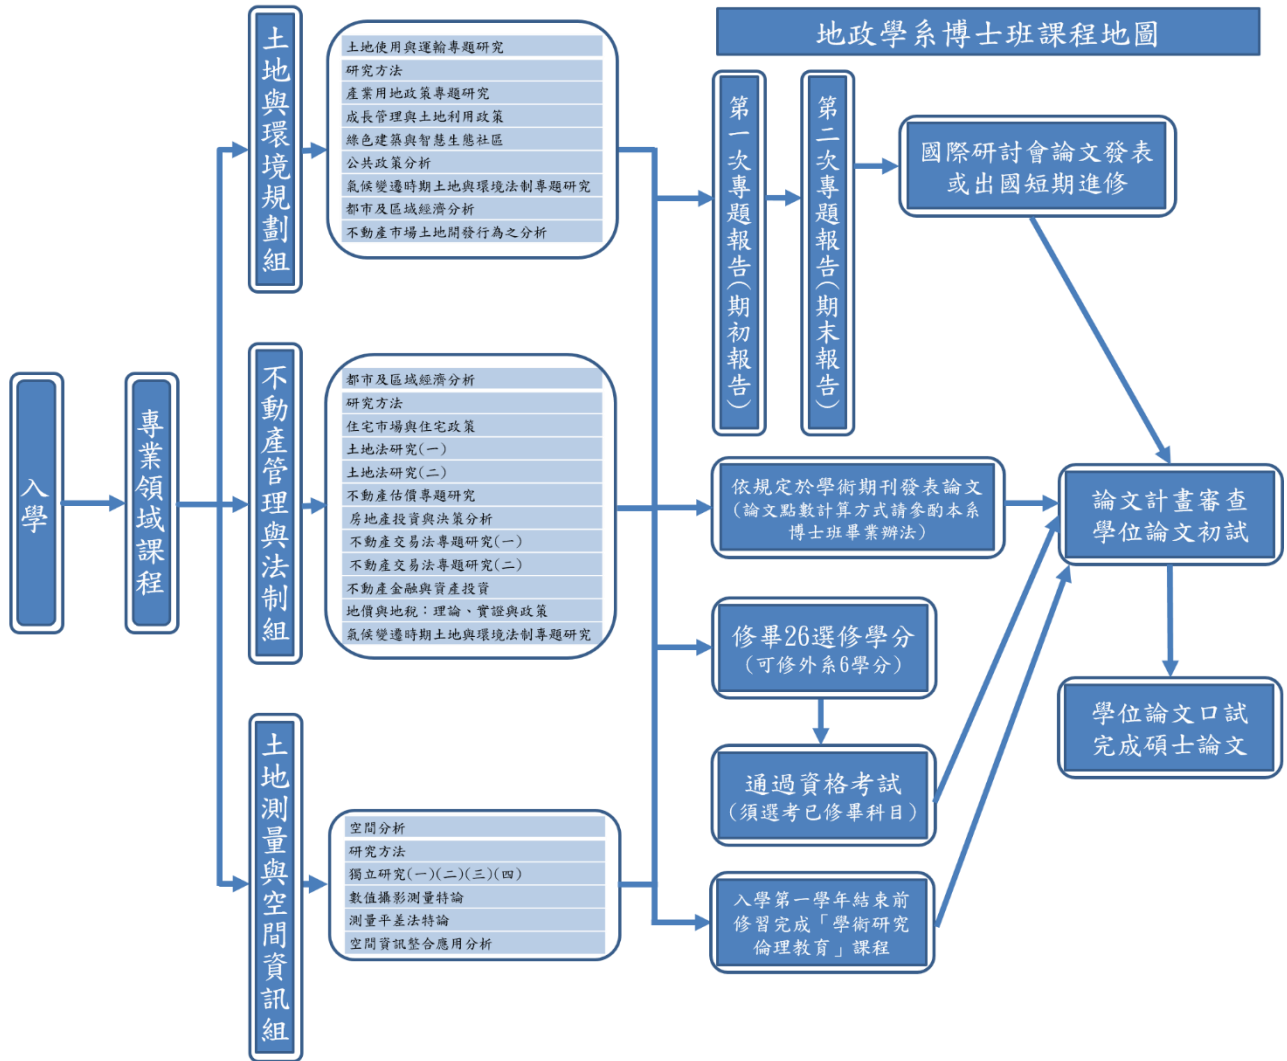 地政學系博士班課程地圖
入學
專業領域課程
土地與環境規劃組
土地使用與運輸專題研究
研究方法
產業用地政策專題研究
成長管理與土地利用政策
綠色建築與智慧生態社區
公共政策分析
氣候變遷時期土地與環境法制專題研究
都市及區域經濟分析
不動產市場土地開發行為之分析
不動產管理與法制組
都市及區域經濟分析
研究方法
住宅市場與住宅政策
土地法研究(一)
土地法研究(二)
不動產估價專題研究
房地產投資與決策分析
不動產交易法專題研究(一)
不動產交易法專題研究(二)
不動產金融與資產投資
地價與地稅：理論、實證與政策
氣候變遷時期土地與環境法制專題研究
土地測量與空間資訊組
空間分析
研究方法
獨立研究(一)(二)(三)(四)
數值攝影測量特論
測量平差法特論
空間資訊整合應用分析
第一次專題報告(期初報告)
第二次專題報告(期末報告)
國際研討會論文發表
或出國短期進修
依規定於學術期刊發表論文
(論文點數計算方式請參酌本系
博士班畢業辦法)
修畢26選修學分
(可修外系6學分)
通過資格考試
(須選考已修畢科目)
入學第一學年結束前
修習完成「學術研究
倫理教育」課程
論文計畫審查
學位論文初試
學位論文口試
完成碩士論文